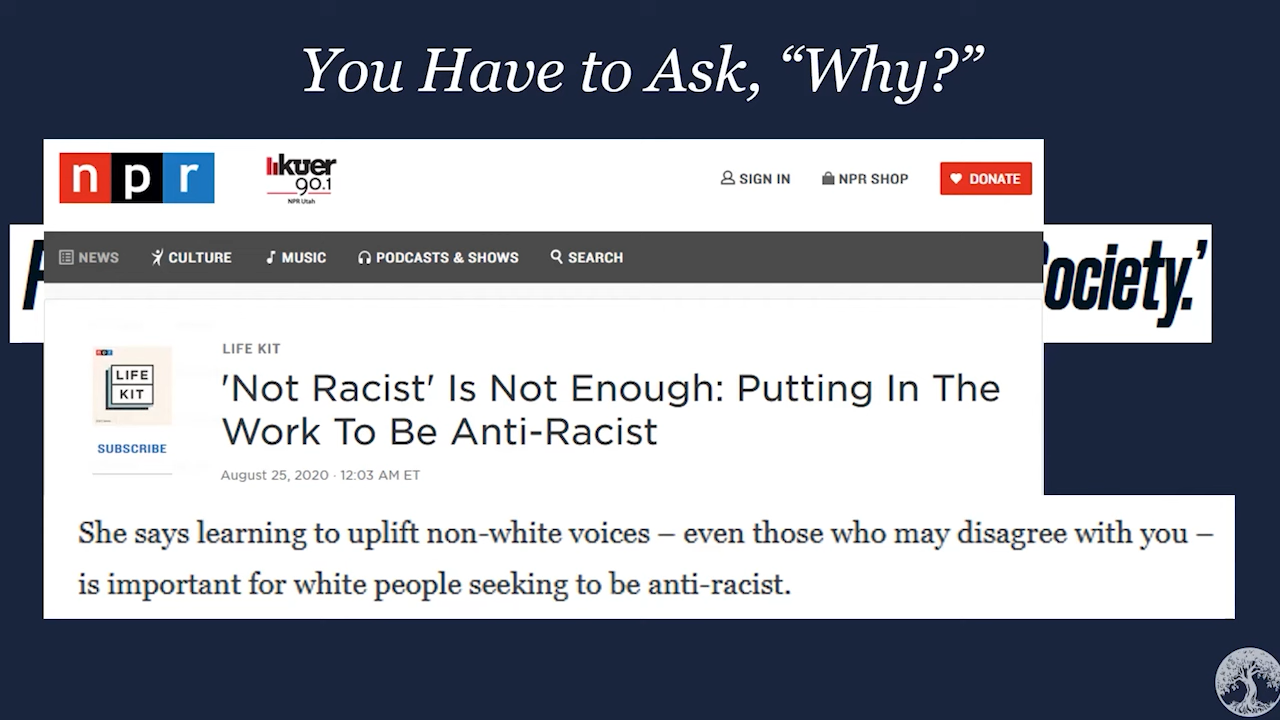 You Have to Ask, “Why?”
npr
kuer
90.1
NPR Utah
SIGN IN
NPR SHOP
DONATE
NEWS
CULTURE
MUSIC
PODCASTS & SHOWS
SEARCH
ociety.’
npr
LIFE
KIT
SUBSCRIBE
LIFE KIT
'Not Racist' Is Not Enough: Putting In The
Work To Be Anti-Racist
August 25, 2020 · 12:03 AM ET
She says learning to uplift non-white voices – even those who may disagree with you –
is important for white people seeking to be anti-racist.